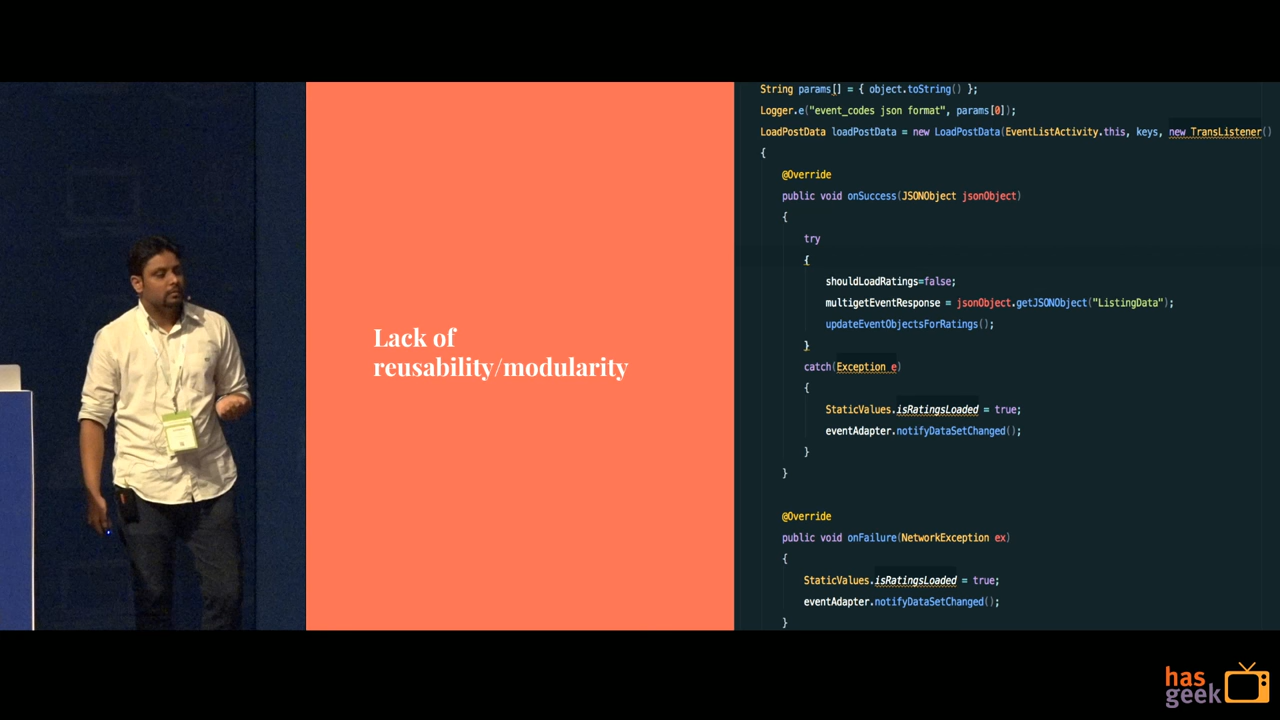 Lack of
reusability/modularity
String params[] = { object.toString() };
Logger.e("event_codes json format", params[0]);
LoadPostData loadPostData = new LoadPostData(EventListActivity.this, keys, new TransListener()
{
@Override
public void onSuccess(JSONObject jsonObject)
{
try
{
shouldLoadRatings=false;
multigetEventResponse = jsonObject.getJSONObject("ListingData");
updateEventObjectsForRatings();
}
catch(Exception e)
{
StaticValues.isRatingsLoaded = true;
eventAdapter.notifyDataSetChanged();
}
}
@Override
public void onFailure(NetworkException ex)
{
StaticValues.isRatingsLoaded = true;
eventAdapter.notifyDataSetChanged();
}
has
geek